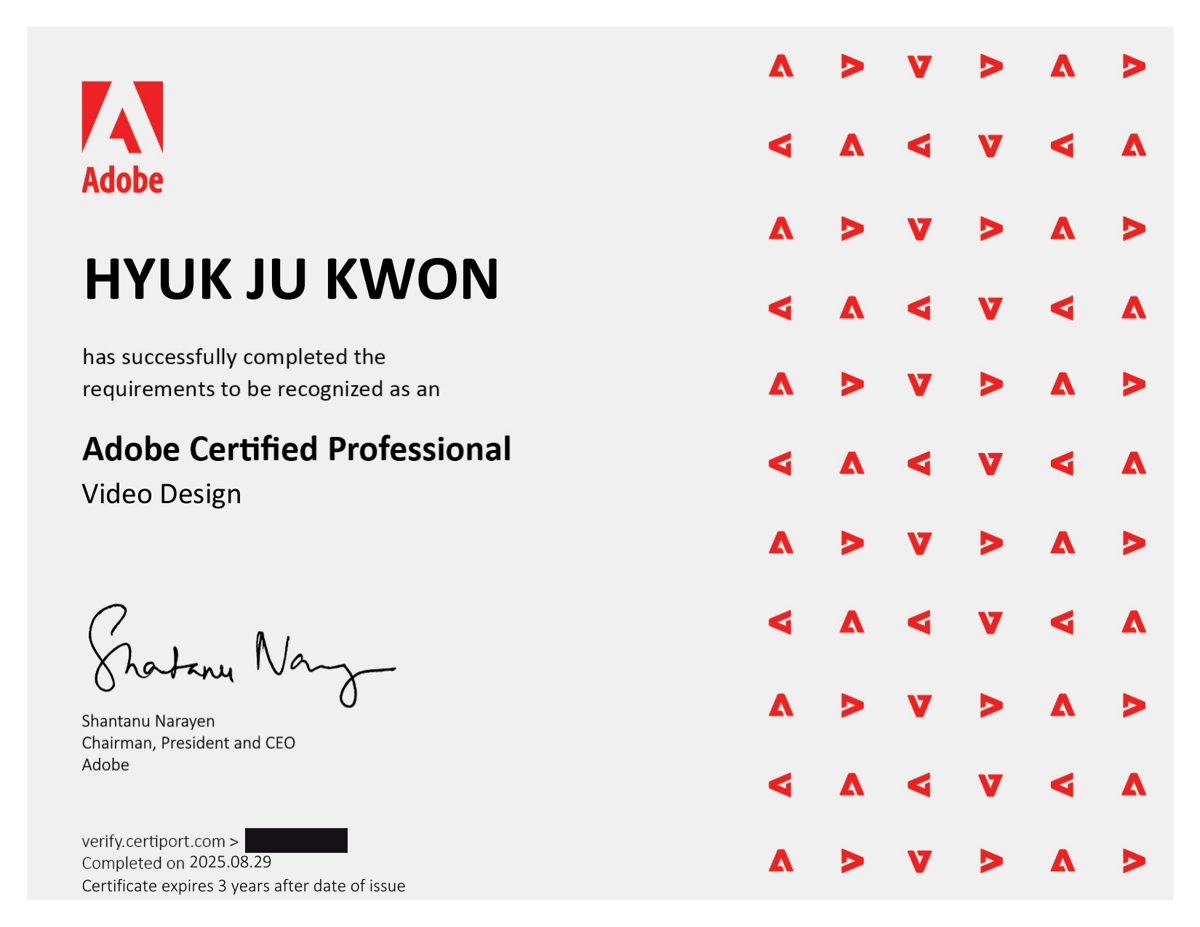 Adobe
HYUK JU KWON
has successfully completed the
requirements to be recognized as an
Adobe Certified Professional
Video Design
Shantanu Narayen
Shantanu Narayen
Chairman, President and CEO
Adobe
verify.certiport.com >
Completed on 2025.08.29
Certificate expires 3 years after date of issue